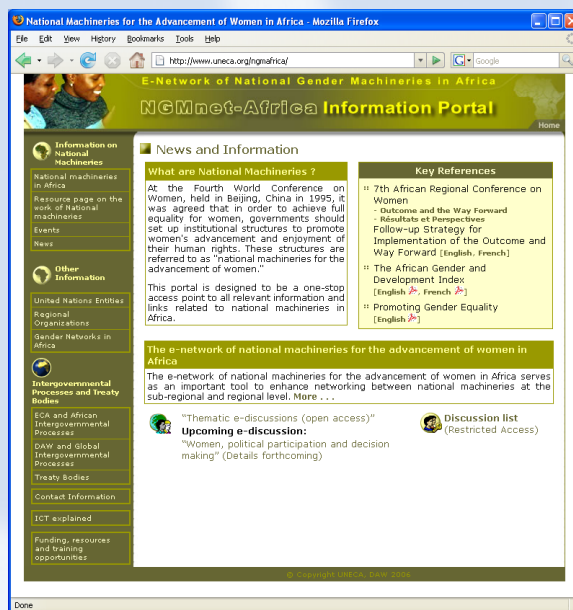 National Machineries for the Advancement of Women in Africa - Mozilla Firefox
File Edit View History Bookmarks Tools Help
http://www.uneca.org/ngmafrica/
Google
E-Network of National Gender Machineries in Africa
NGMnet-Africa Information Portal
Home
Information on
National
Machineries
National machineries
in Africa
Resource page on the
work of National
machineries
Events
News
Other
Information
United Nations Entities
Regional
Organizations
Gender Networks in
Africa
Intergovernmental
Processes and Treaty
Bodies
ECA and African
Intergovernmental
Processes
DAW and Global
Intergovernmental
Processes
Treaty Bodies
Contact Information
ICT explained
Funding, resources
and training
opportunities
News and Information
What are National Machineries ?
At the Fourth World Conference on
Women, held in Beijing, China in 1995, it
was agreed that in order to achieve full
equality for women, governments should
set up institutional structures to promote
women's advancement and enjoyment of
their human rights. These structures are
referred to as "national machineries for the
advancement of women."
This portal is designed to be a one-stop
access point to all relevant information and
links related to national machineries in
Africa.
Key References
7th African Regional Conference on
Women
- Outcome and the Way Forward
- Résultats et Perspectives
Follow-up Strategy for
Implementation of the Outcome and
Way Forward [English, French]
The African Gender and
Development Index
[English, French]
Promoting Gender Equality
[English]
The e-network of national machineries for the advancement of women in
Africa
The e-network of national machineries for the advancement of women in Africa serves
as an important tool to enhance networking between national machineries at the
sub-regional and regional level. More . . .
"Thematic e-discussions (open access)"
Upcoming e-discussion:
"Women, political participation and decision
making" (Details forthcoming)
Discussion list
(Restricted Access)
© Copyright UNECA, DAW 2006
Done